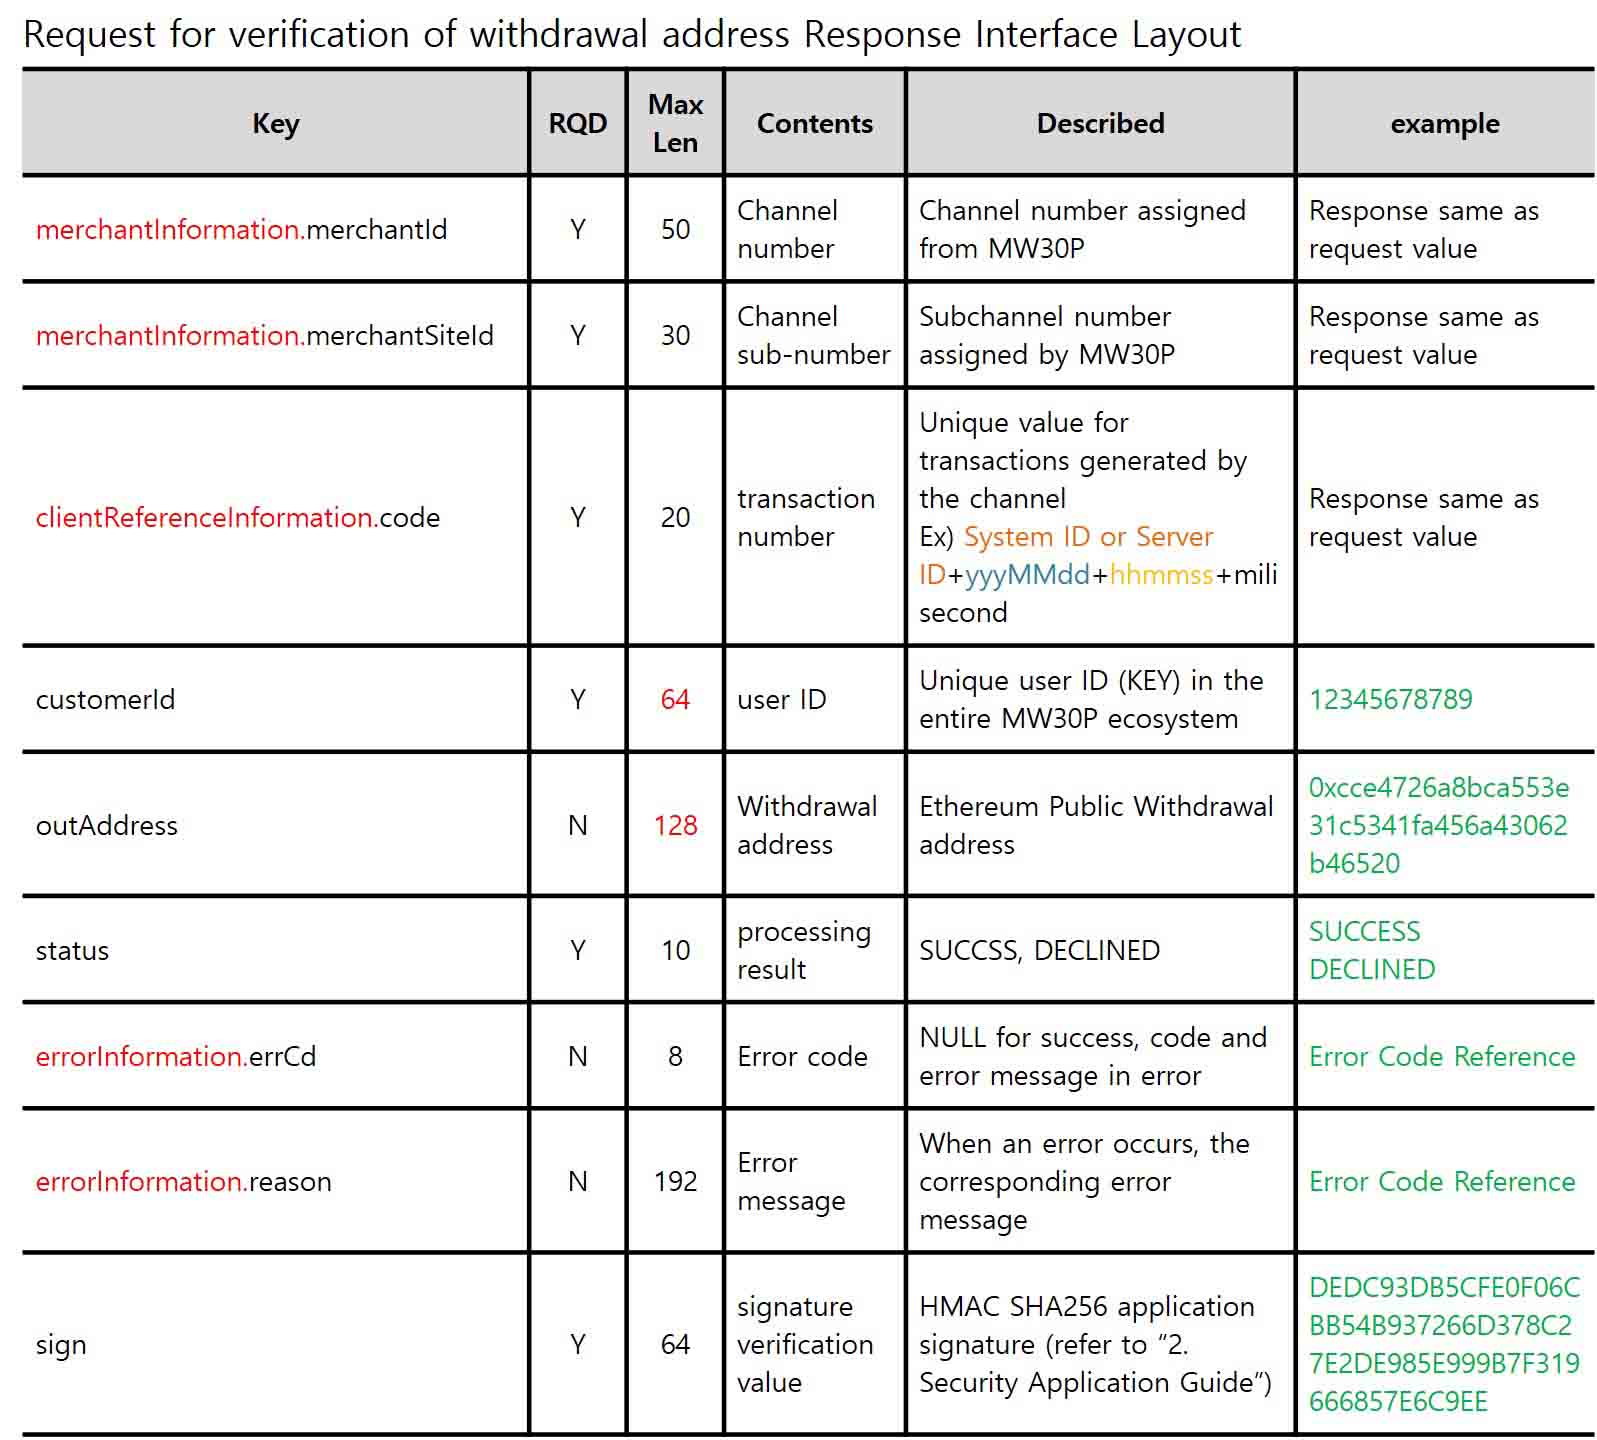 Request for verification of withdrawal address Response Interface Layout
Key
RQD
Max
Len
Contents
Described
example
merchantInformation.merchantId
Y
50
Channel
number
Channel number assigned
from MW30P
Response same as
request value
merchantInformation.merchantSiteId
Y
30
Channel
sub-number
Subchannel number
assigned by MW30P
Response same as
request value
clientReferenceInformation.code
Y
20
transaction
number
Unique value for
transactions generated by
the channel
Ex) System ID or Server
ID+yyyMMdd+hhmmss+mili
second
Response same as
request value
customerId
Y
64
user ID
Unique user ID (KEY) in the
entire MW30P ecosystem
12345678789
outAddress
N
128
Withdrawal
address
Ethereum Public Withdrawal
address
0xcce4726a8bca553e
31c5341fa456a43062
b46520
status
Y
10
processing
result
SUCCSS, DECLINED
SUCCESS
DECLINED
errorInformation.errCd
N
8
Error code
NULL for success, code and
error message in error
Error Code Reference
errorInformation.reason
N
192
Error
message
When an error occurs, the
corresponding error
message
Error Code Reference
sign
Y
64
signature
verification
value
HMAC SHA256 application
signature (refer to “2.
Security Application Guide”)
DEDC93DB5CFE0F06C
BB54B937266D378C2
7E2DE985E999B7F319
666857E6C9EE